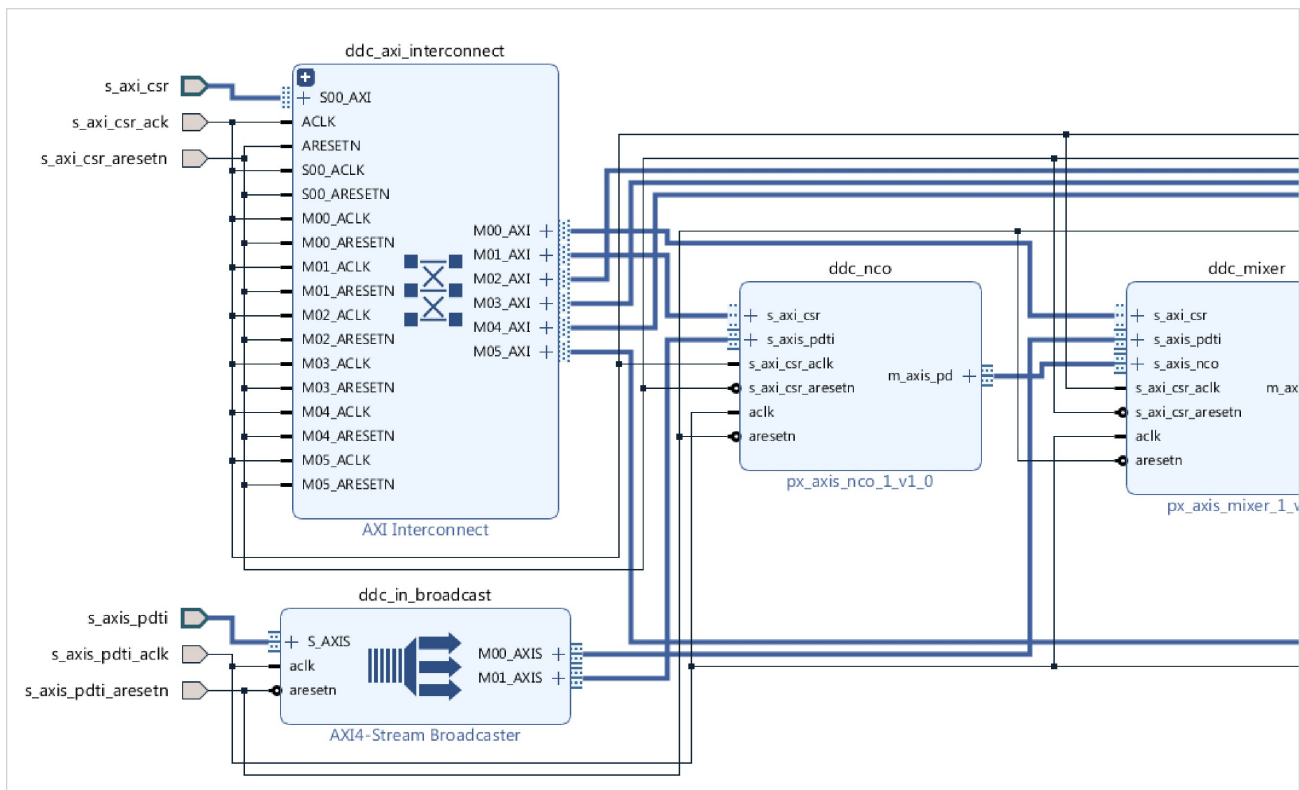 ddc_axi_interconnect
s_axi_csr
s_axi_csr_ack
s_axi_csr_aresetn
S00_AXI
ACLK
ARESETN
S00_ACLK
S00_ARESETN
M00_ACLK
M00_ARESETN
M01_ACLK
M01_ARESETN
M02_ACLK
M02_ARESETN
M03_ACLK
M03_ARESETN
M04_ACLK
M04_ARESETN
M05_ACLK
M05_ARESETN
M00_AXI
M01_AXI
M02_AXI
M03_AXI
M04_AXI
M05_AXI
AXI Interconnect
ddc_nco
s_axi_csr
s_axis_pdti
s_axi_csr_aclk
s_axi_csr_aresetn
aclk
aresetn
m_axis_pd
px_axis_nco_1_v1_0
ddc_mixer
s_axi_csr
s_axis_pdti
s_axis_nco
s_axi_csr_aclk
s_axi_csr_aresetn
aclk
aresetn
m_ax
px_axis_mixer_1_v
ddc_in_broadcast
s_axis_pdti
s_axis_pdti_aclk
s_axis_pdti_aresetn
S_AXIS
aclk
aresetn
M00_AXIS
M01_AXIS
AXI4-Stream Broadcaster